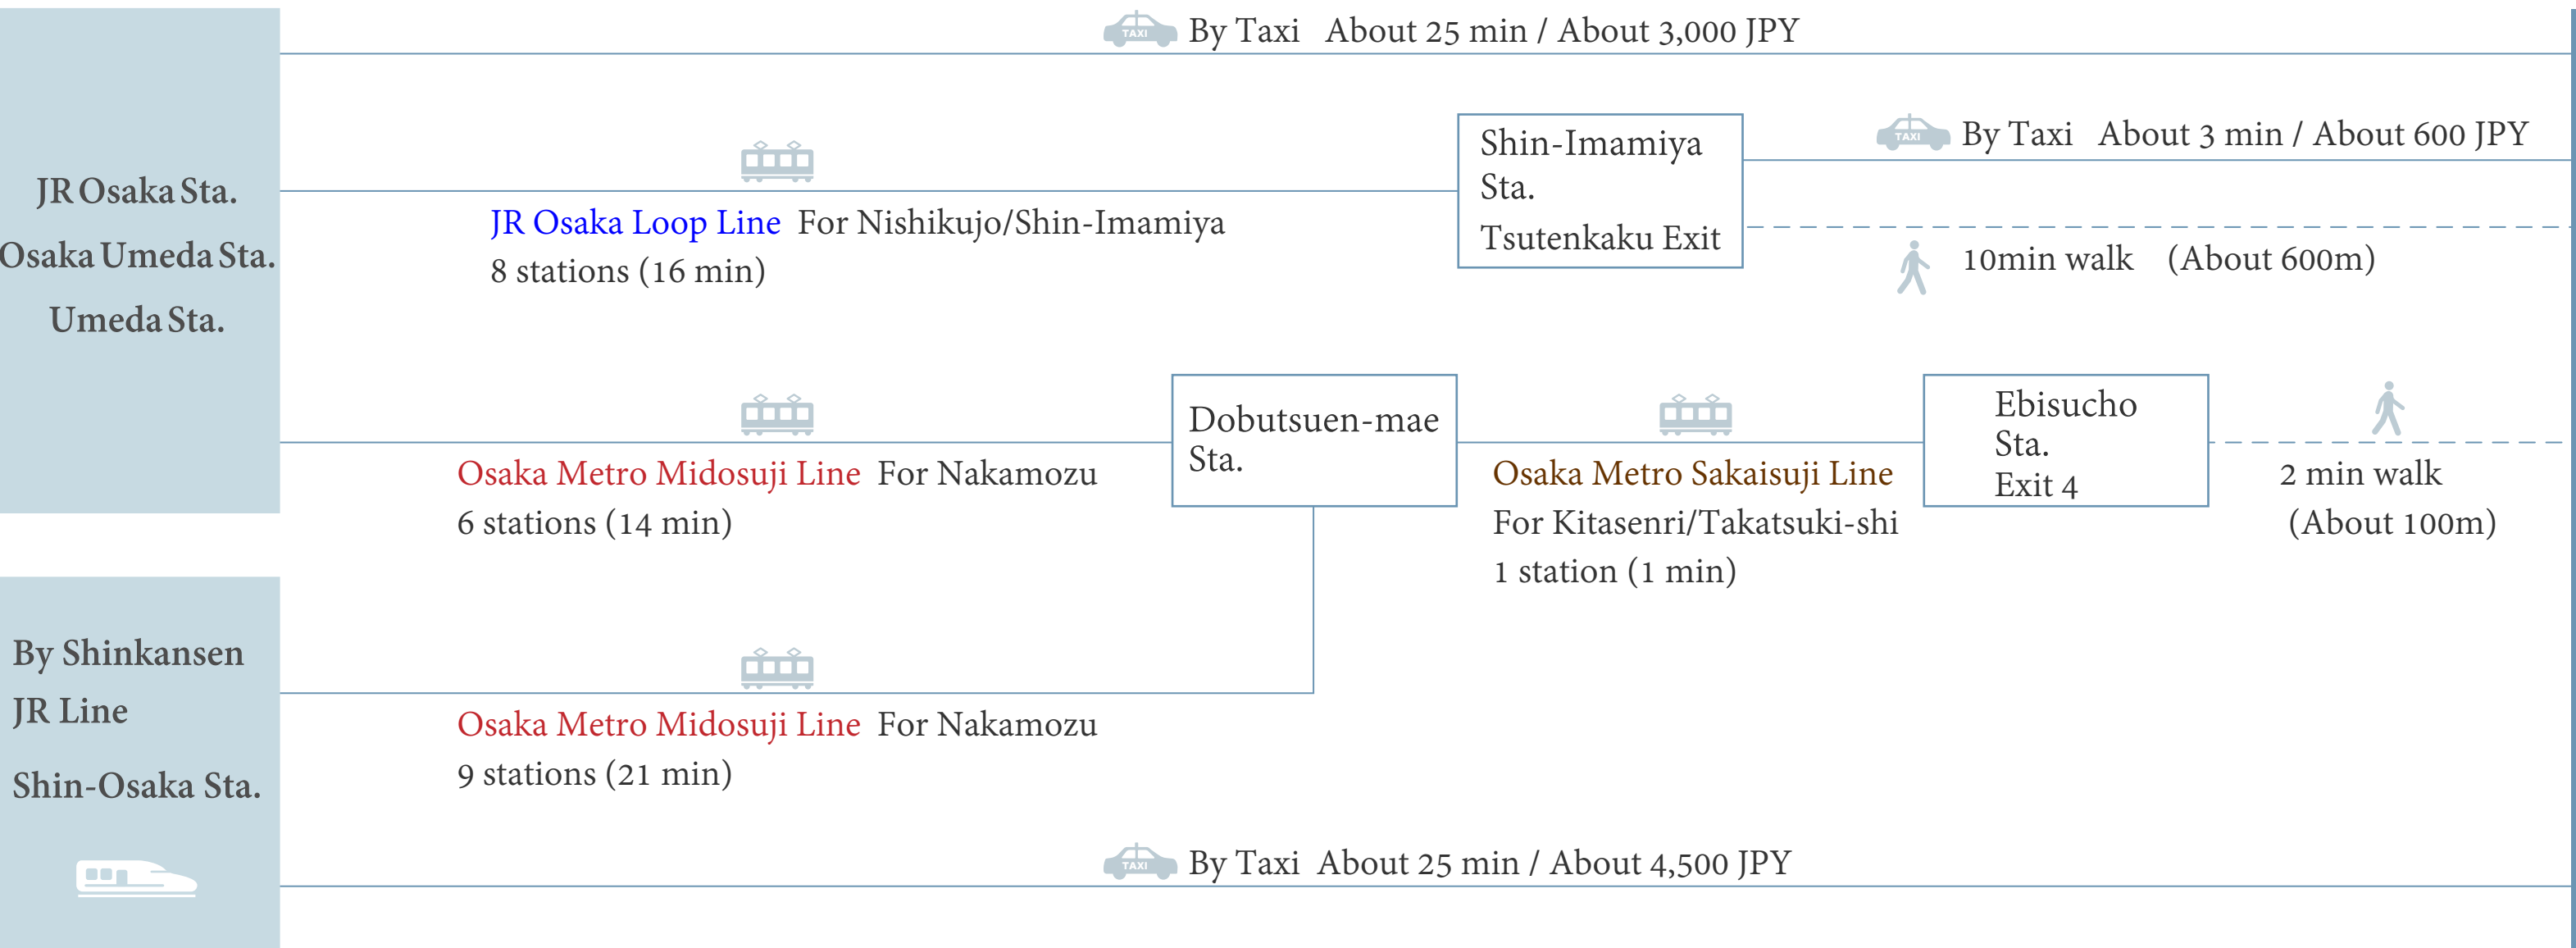 TAXI By Taxi About 25 min / About 3,000 JPY
JR Osaka Sta.
Osaka Umeda Sta.
Umeda Sta.
JR Osaka Loop Line For Nishikujo/Shin-Imamiya
8 stations (16 min)
Shin-Imamiya
Sta.
Tsutenkaku Exit
TAXI By Taxi About 3 min / About 600 JPY
10min walk (About 600m)
Osaka Metro Midosuji Line For Nakamozu
6 stations (14 min)
Dobutsuen-mae
Sta.
Osaka Metro Sakaisuji Line
For Kitasenri/Takatsuki-shi
1 station (1 min)
Ebisucho
Sta.
Exit 4
2 min walk
(About 100m)
By Shinkansen
JR Line
Shin-Osaka Sta.
Osaka Metro Midosuji Line For Nakamozu
9 stations (21 min)
TAXI By Taxi About 25 min / About 4,500 JPY